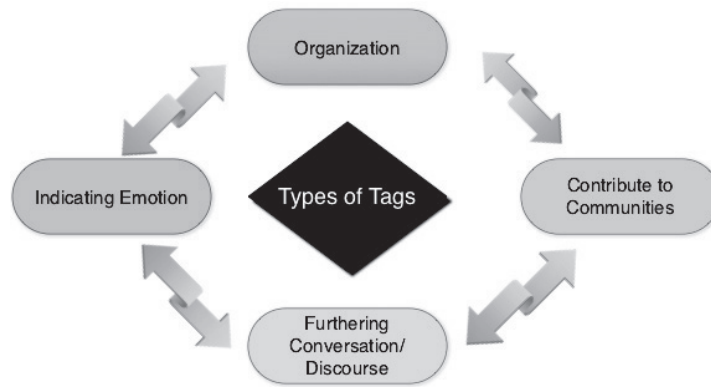 Organization
Indicating Emotion
Types of Tags
Contribute to
Communities
Furthering
Conversation/
Discourse